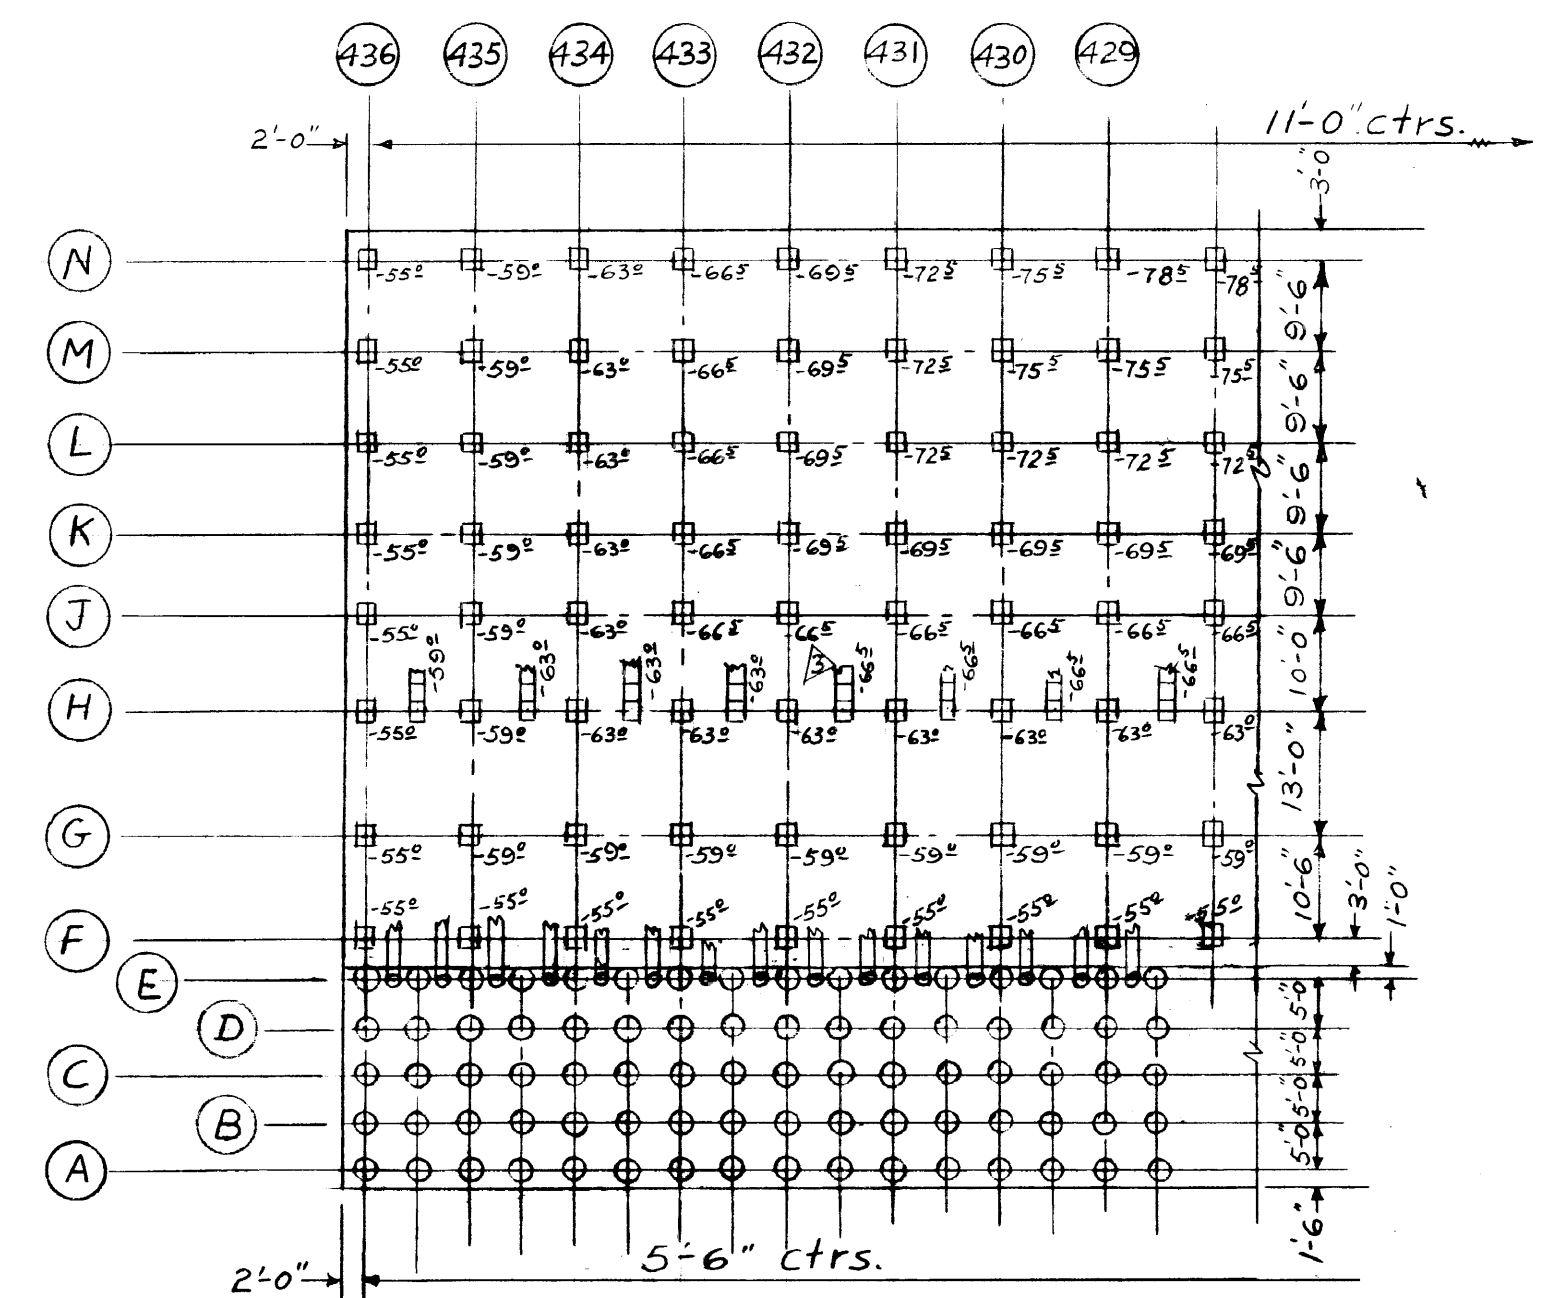 436 435 434 433 432 431 430 429
11'-0" ctrs.
2'-0"
3'-0"
N -55⁰ -59⁰ -63⁰ -66⁵ -69⁵ -72⁵ -75⁵ -78⁵ -78⁵
9'-6"
M -55⁰ -59⁰ -63⁰ -66⁵ -69⁵ -72⁵ -75⁵ -75⁵ -75⁵
9'-6"
L -55⁰ -59⁰ -63⁰ -66⁵ -69⁵ -72⁵ -72⁵ -72⁵ -72⁵
9'-6"
K -55⁰ -59⁰ -63⁰ -66⁵ -69⁵ -69⁵ -69⁵ -69⁵ -69⁵
9'-6"
J -55⁰ -59⁰ -63⁰ -66⁵ -66⁵ -66⁵ -66⁵ -66⁵ -66⁵
-59⁰ -63⁰ -63⁰ -63⁰ 3 -66⁵ -66⁵ -66⁵ -66⁵
10'-0"
H -55⁰ -59⁰ -63⁰ -63⁰ -63⁰ -63⁰ -63⁰ -63⁰ -63⁰
13'-0"
G -55⁰ -59⁰ -59⁰ -59⁰ -59⁰ -59⁰ -59⁰ -59⁰ -59⁰
10'-6" 3'-0" 1'-0"
F -55⁰ -55⁰ -55⁰ -55⁰ -55⁰ -55⁰ -55⁰ -55⁰ -55⁰
E
5'-0
D
5'-0
C
5'-0
B
5'-0"
A
1'-6"
5'-6" ctrs.
2'-0"